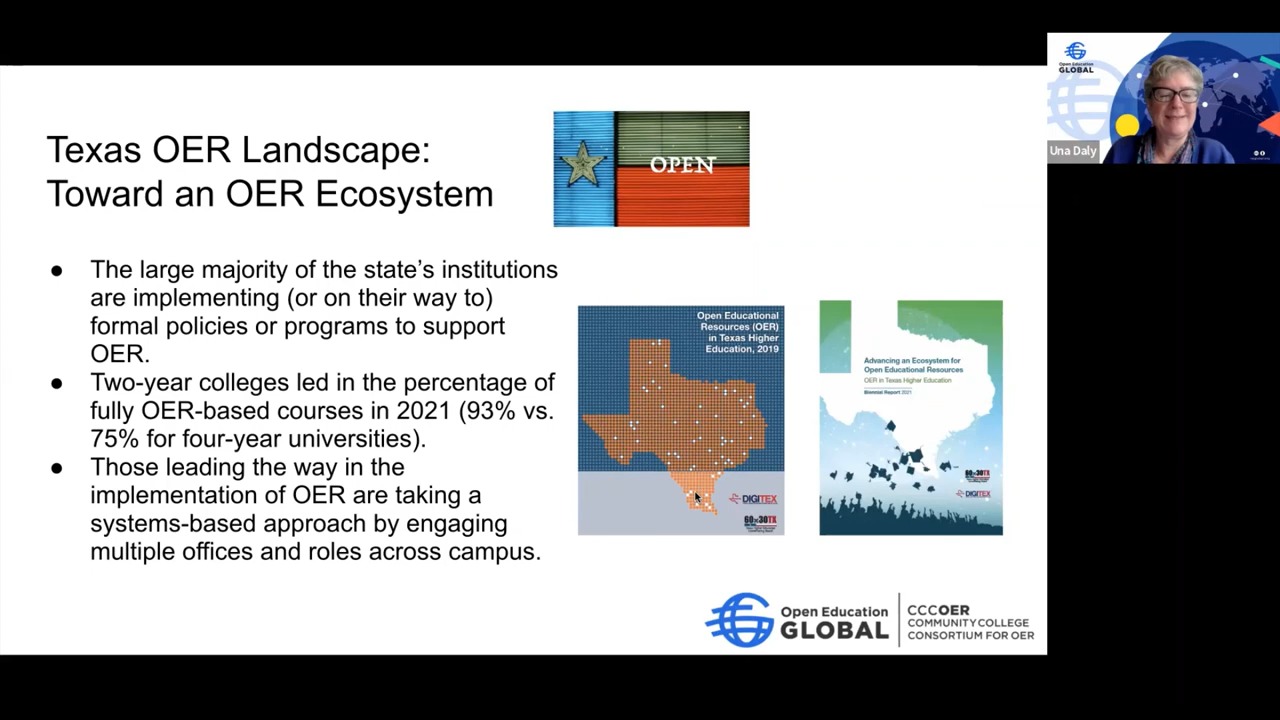 Texas OER Landscape:
Toward an OER Ecosystem
OPEN
● The large majority of the state’s institutions
are implementing (or on their way to)
formal policies or programs to support
OER.
● Two-year colleges led in the percentage of
fully OER-based courses in 2021 (93% vs.
75% for four-year universities).
● Those leading the way in the
implementation of OER are taking a
systems-based approach by engaging
multiple offices and roles across campus.
Open Educational
Resources (OER)
in Texas Higher
Education, 2019
DIGITEX
60x30TX
Advancing an Ecosystem for
Open Educational Resources
OER in Texas Higher Education
Biennial Report 2021
60x30TX
DIGITEX
Open Education
GLOBAL
CCCOER
COMMUNITY COLLEGE
CONSORTIUM FOR OER
Open Education
GLOBAL
Una Daly